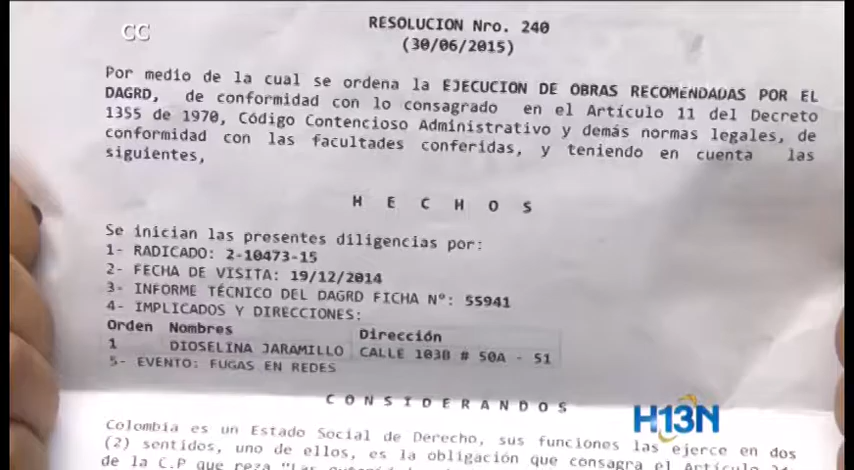 CC
RESOLUCION Nro. 240
(30/06/2015)
Por medio de la cual se ordena la EJECUCION DE OBRAS RECOMENDADAS POR EL
DAGRD, de conformidad con lo consagrado en el Artículo 11 del Decreto
1355 de 1970, Código Contencioso Administrativo y demás normas legales, de
conformidad con las facultades conferidas, y teniendo en cuenta las
siguientes,
H E C H O S
Se inician las presentes diligencias por:
1- RADICADO: 2-10473-15
2- FECHA DE VISITA: 19/12/2014
3- INFORME TÉCNICO DEL DAGRD FICHA Nº: 55941
4- IMPLICADOS Y DIRECCIONES:
Orden Nombres Dirección
1 DIOSELINA JARAMILLO CALLE 103B # 50A - 51
5- EVENTO: FUGAS EN REDES
C O N S I D E R A N D O S
H13N
Colombia es un Estado Social de Derecho, sus funciones las ejerce en dos
(2) sentidos, uno de ellos, es la obligación que consagra el Artículo
de la C.P que reza "Las